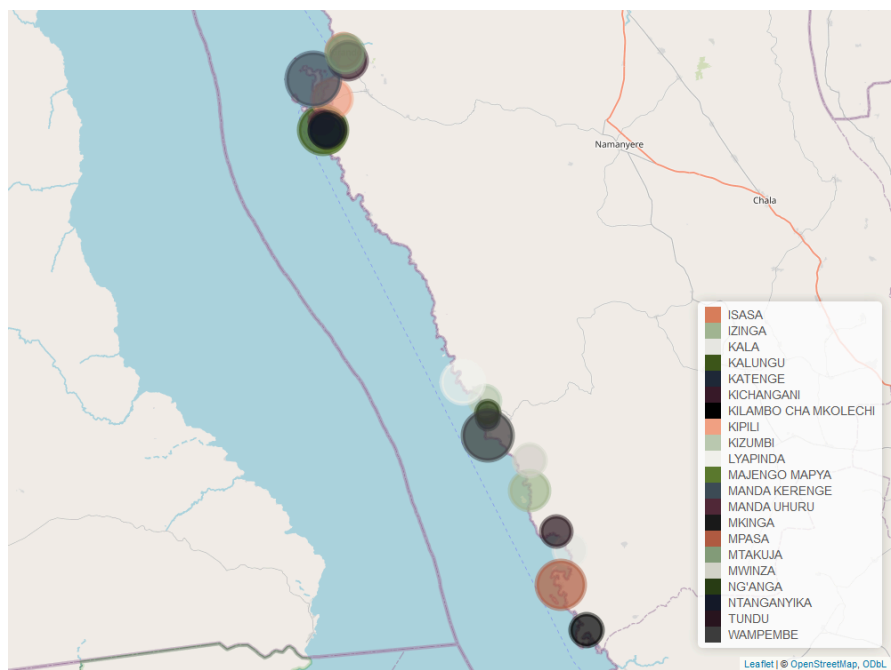 Namanyere
Chala
ISASA
IZINGA
KALA
KALUNGU
KATENGE
KICHANGANI
KILAMBO CHA MKOLECHI
KIPILI
KIZUMBI
LYAPINDA
MAJENGO MAPYA
MANDA KERENGE
MANDA UHURU
MKINGA
MPASA
MTAKUJA
MWINZA
NG'ANGA
NTANGANYIKA
TUNDU
WAMPEMBE
Leaflet | © OpenStreetMap, ODbL